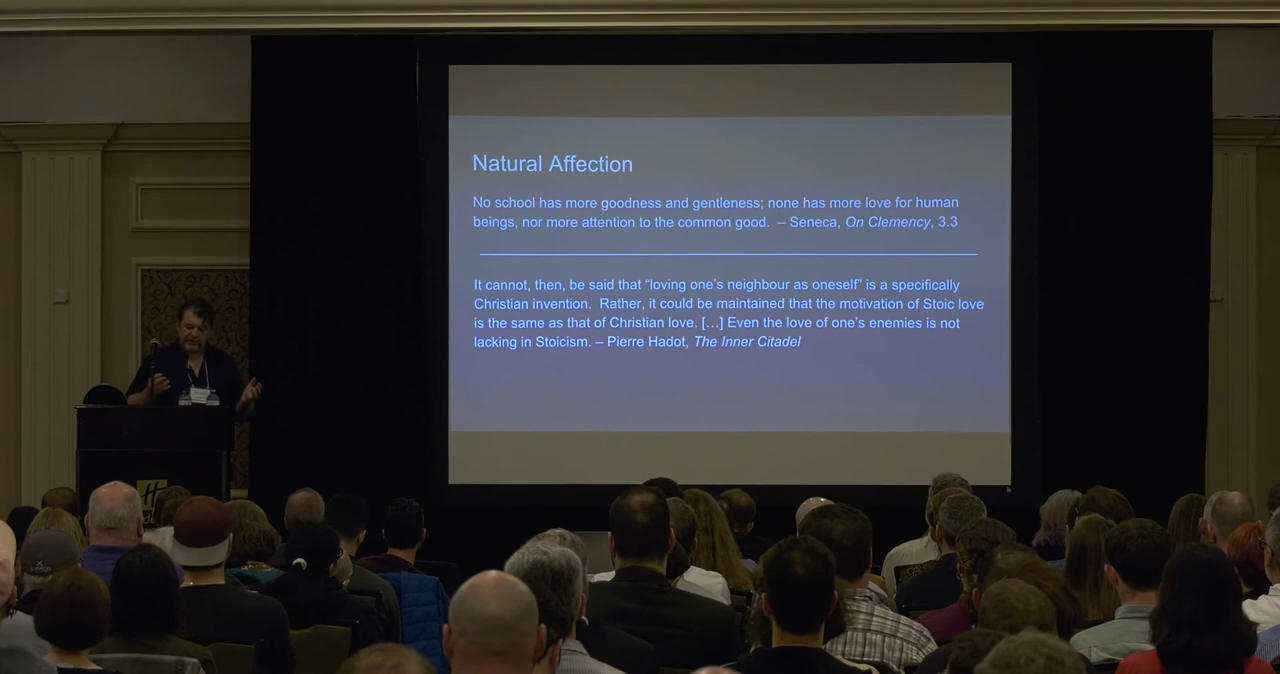 Natural Affection
No school has more goodness and gentleness; none has more love for human
beings, nor more attention to the common good. – Seneca, On Clemency, 3.3
It cannot, then, be said that “loving one’s neighbour as oneself” is a specifically
Christian invention. Rather, it could be maintained that the motivation of Stoic love
is the same as that of Christian love. […] Even the love of one’s enemies is not
lacking in Stoicism. – Pierre Hadot, The Inner Citadel
H